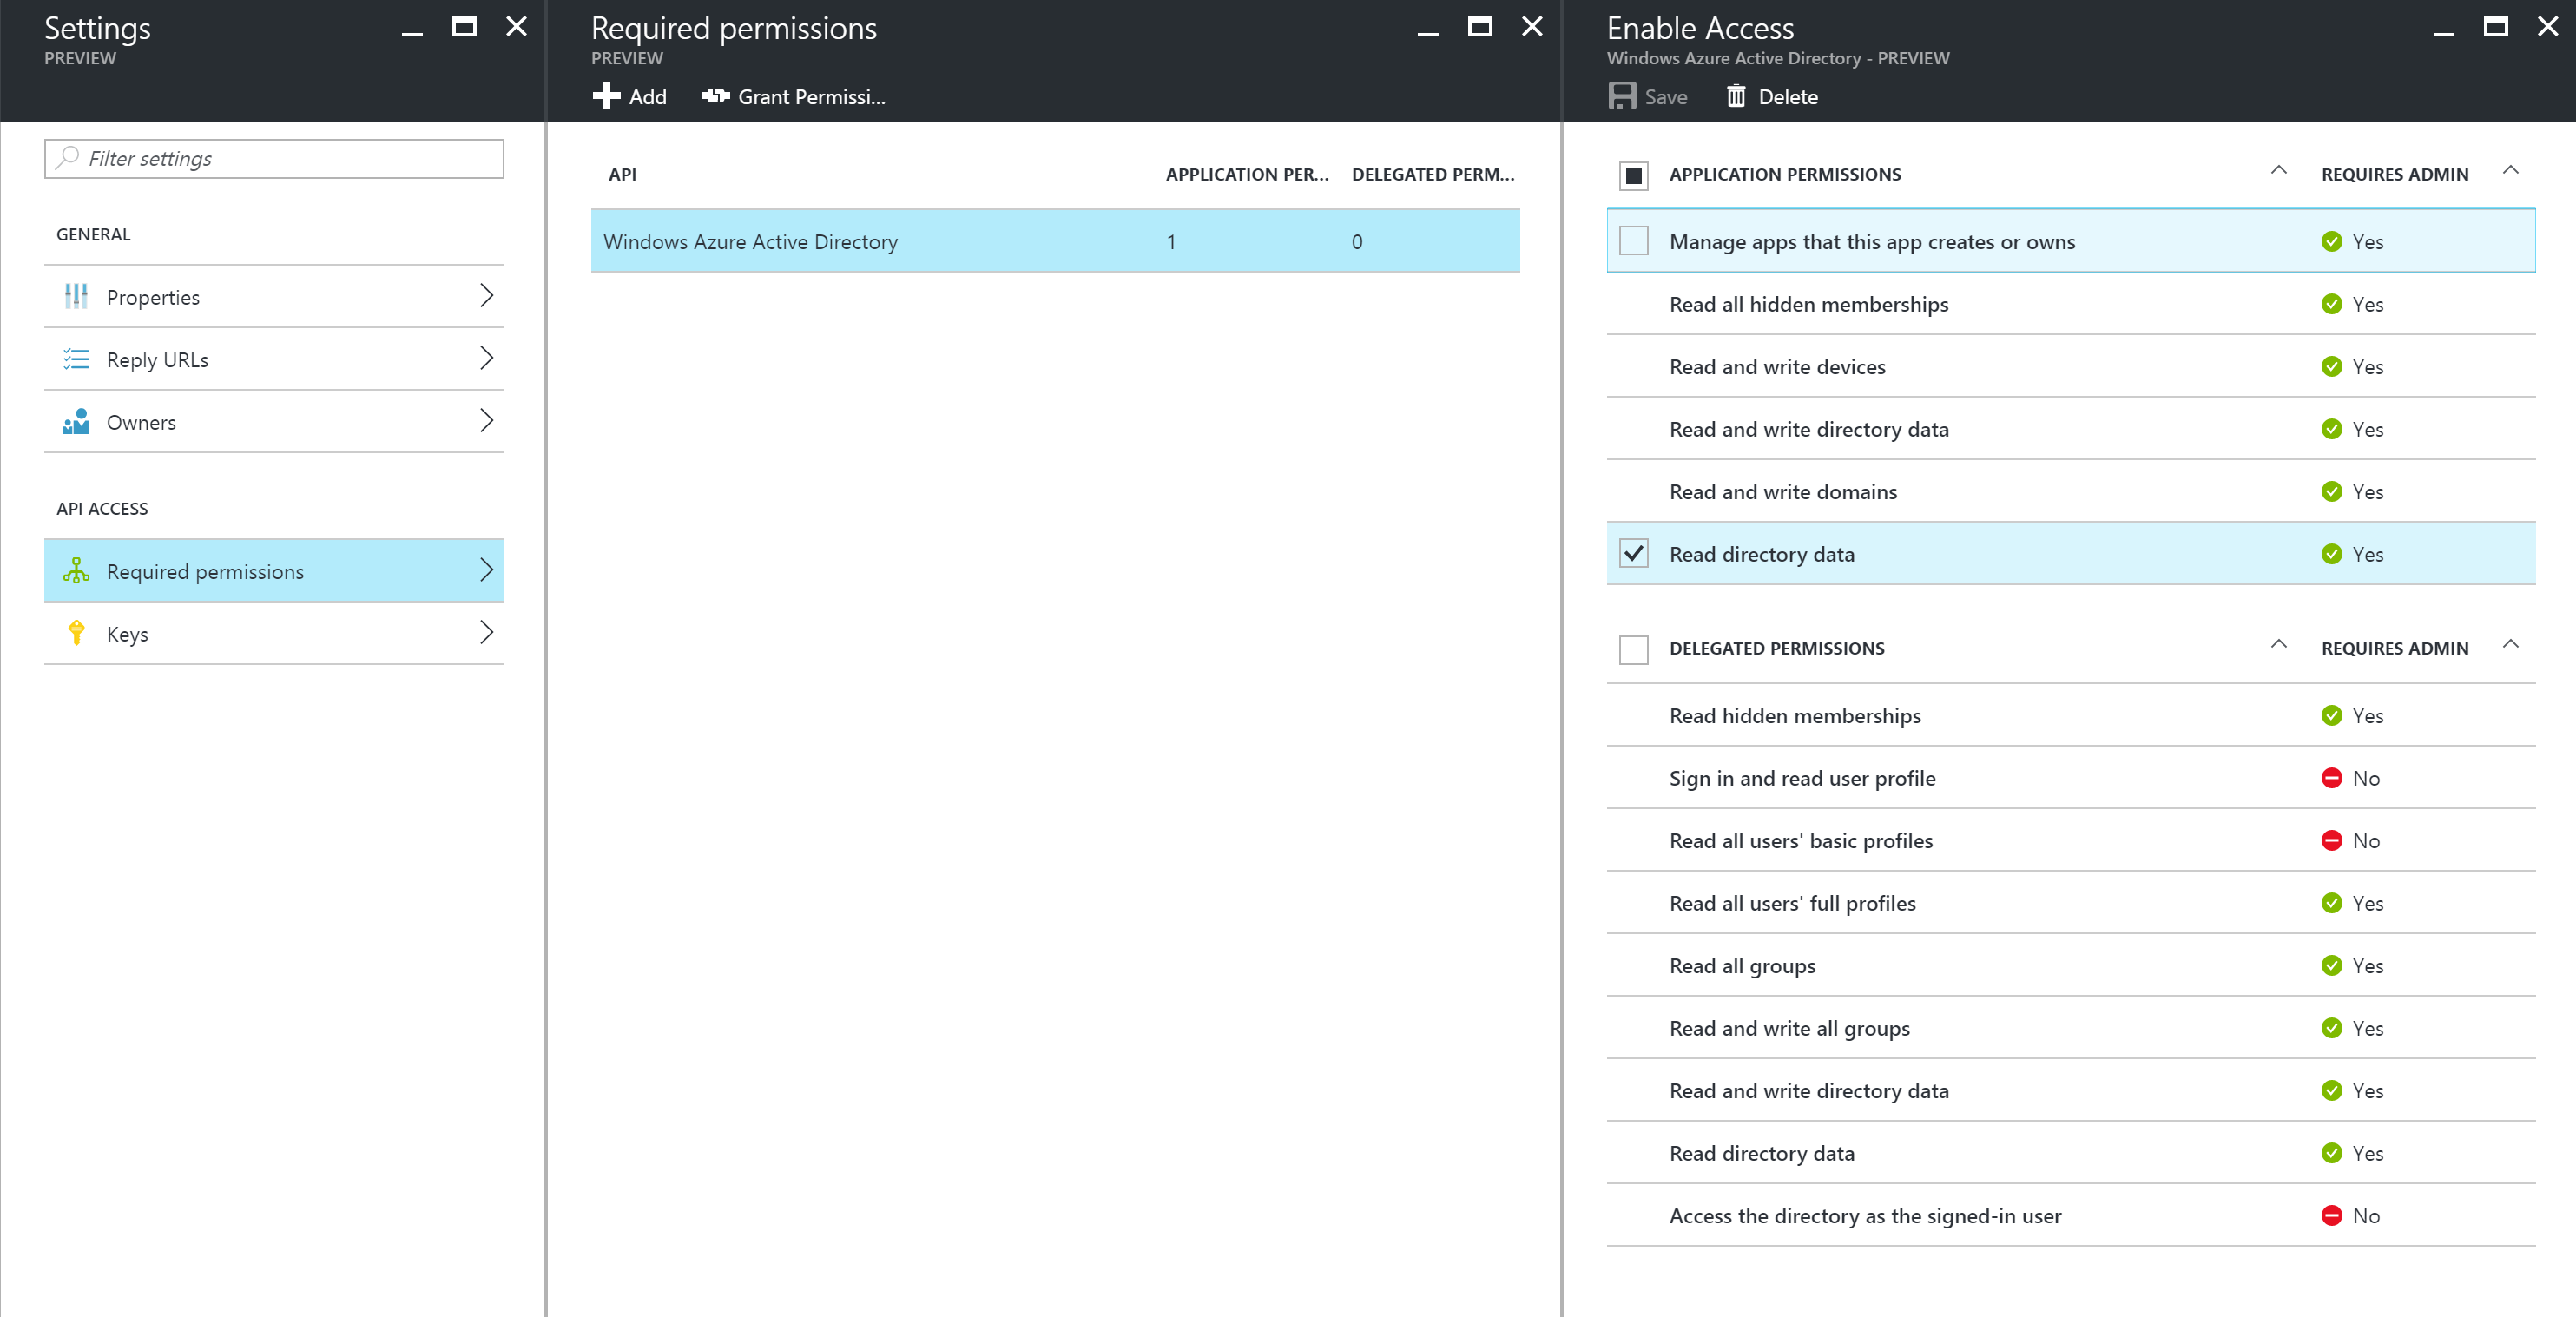 Settings
PREVIEW
Filter settings
GENERAL
Properties
Reply URLs
Owners
API ACCESS
Required permissions
Keys
Required permissions
PREVIEW
Add Grant Permissi...
API APPLICATION PER... DELEGATED PERM...
Windows Azure Active Directory 1 0
Enable Access
Windows Azure Active Directory - PREVIEW
Save Delete
APPLICATION PERMISSIONS REQUIRES ADMIN
Manage apps that this app creates or owns Yes
Read all hidden memberships Yes
Read and write devices Yes
Read and write directory data Yes
Read and write domains Yes
Read directory data Yes
DELEGATED PERMISSIONS REQUIRES ADMIN
Read hidden memberships Yes
Sign in and read user profile No
Read all users' basic profiles No
Read all users' full profiles Yes
Read all groups Yes
Read and write all groups Yes
Read and write directory data Yes
Read directory data Yes
Access the directory as the signed-in user No